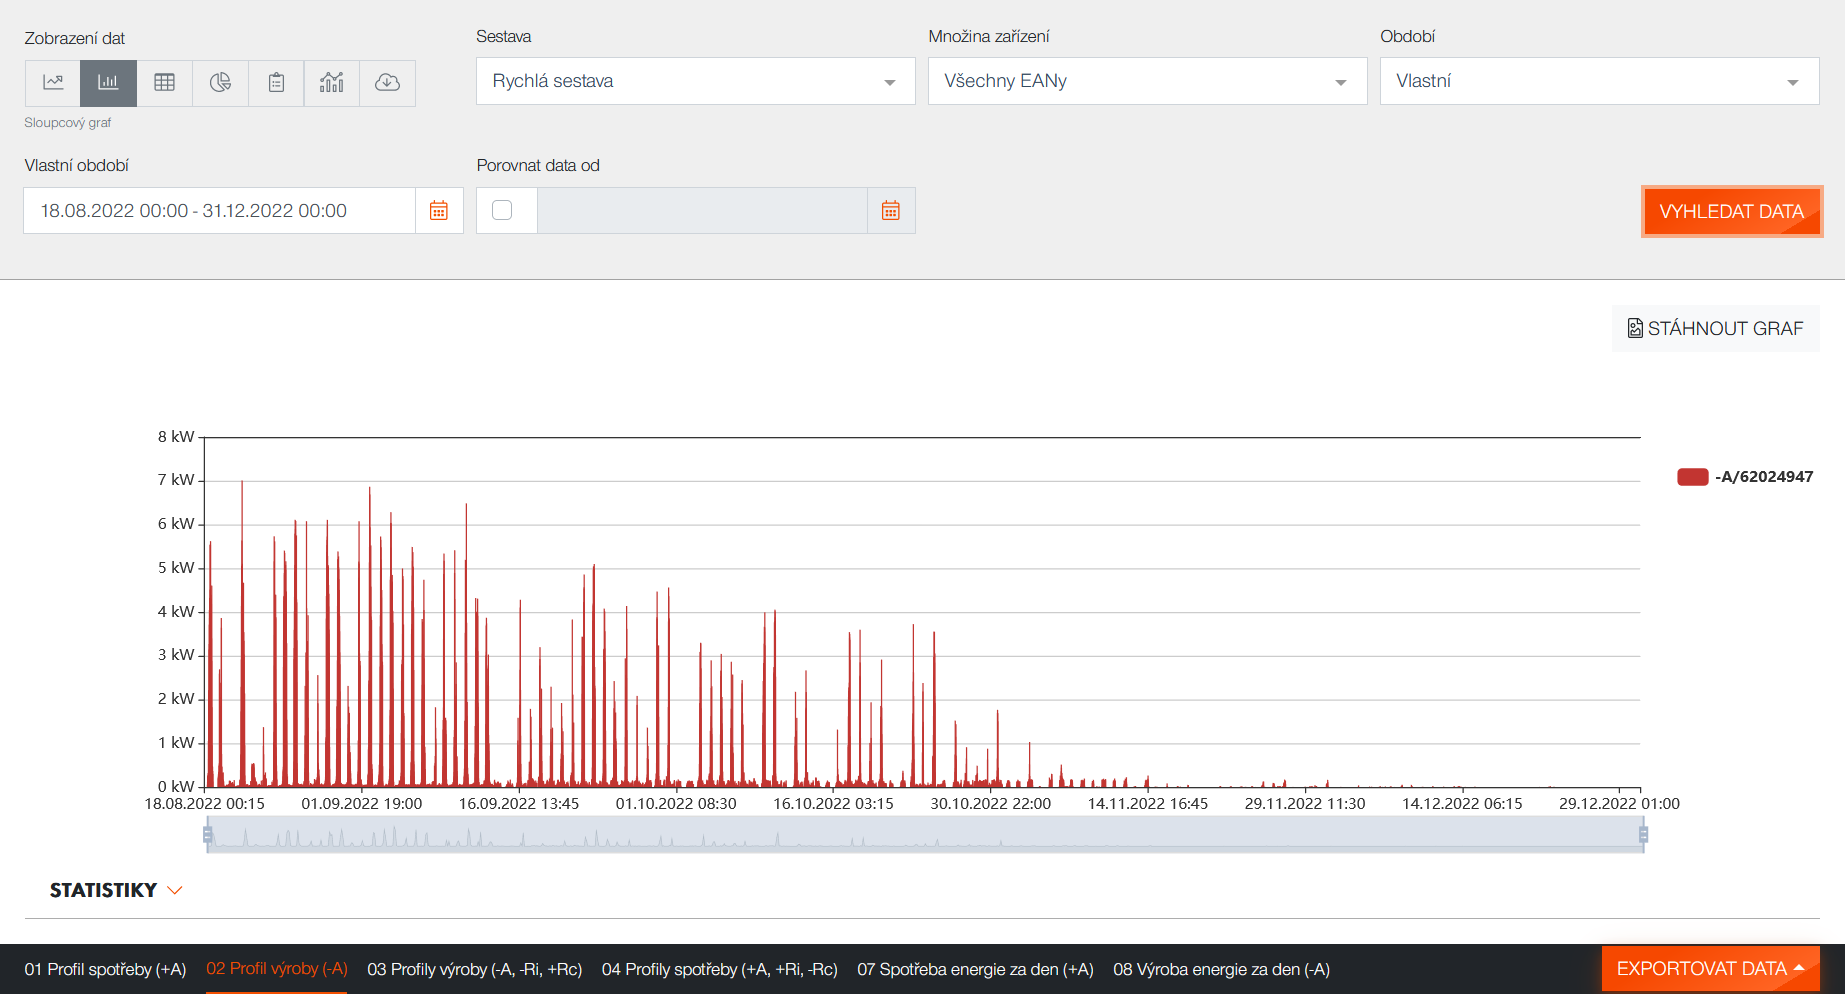 Zobrazení dat
Sestava
Množina zařízení
Období
Rychlá sestava
Všechny EANy
Vlastní
Sloupcový graf
Vlastní období
Porovnat data od
18.08.2022 00:00 - 31.12.2022 00:00
VYHLEDAT DATA
STÁHNOUT GRAF
8 kW
7 kW
6 kW
5 kW
4 kW
3 kW
2 kW
1 kW
0 kW
-A/62024947
18.08.2022 00:15
01.09.2022 19:00
16.09.2022 13:45
01.10.2022 08:30
16.10.2022 03:15
30.10.2022 22:00
14.11.2022 16:45
29.11.2022 11:30
14.12.2022 06:15
29.12.2022 01:00
STATISTIKY
01 Profil spotřeby (+A)
02 Profil výroby (-A)
03 Profily výroby (-A, -Ri, +Rc)
04 Profily spotřeby (+A, +Ri, -Rc)
07 Spotřeba energie za den (+A)
08 Výroba energie za den (-A)
EXPORTOVAT DATA